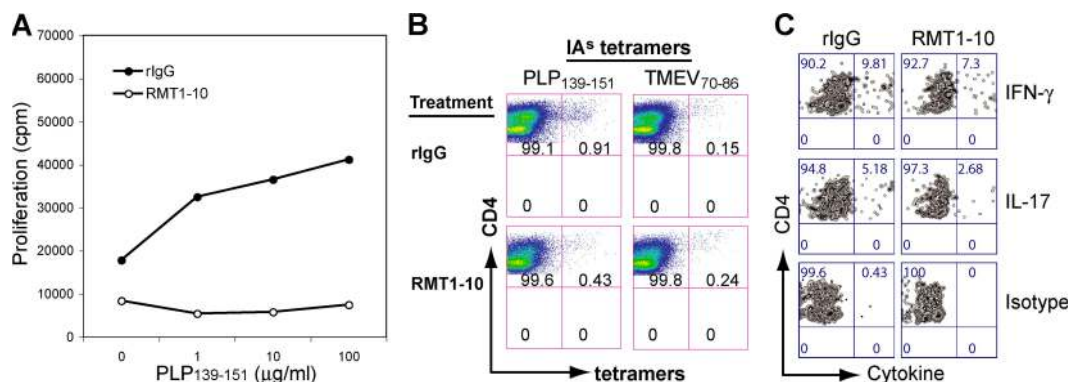 A
70000
60000
50000
40000
30000
20000
10000
0
Proliferation (cpm)
rIgG
RMT1-10
0 1 10 100
PLP139-151 (μg/ml)
B
IAs tetramers
Treatment
PLP139-151 TMEV70-86
rIgG
99.1 0.91 99.8 0.15
0 0 0 0
RMT1-10
99.6 0.43 99.8 0.24
0 0 0 0
CD4
tetramers
C
rIgG RMT1-10
90.2 9.81 92.7 7.3
IFN-γ
0 0 0 0
94.8 5.18 97.3 2.68
IL-17
0 0 0 0
99.6 0.43 100 0
Isotype
0 0 0 0
CD4
Cytokine